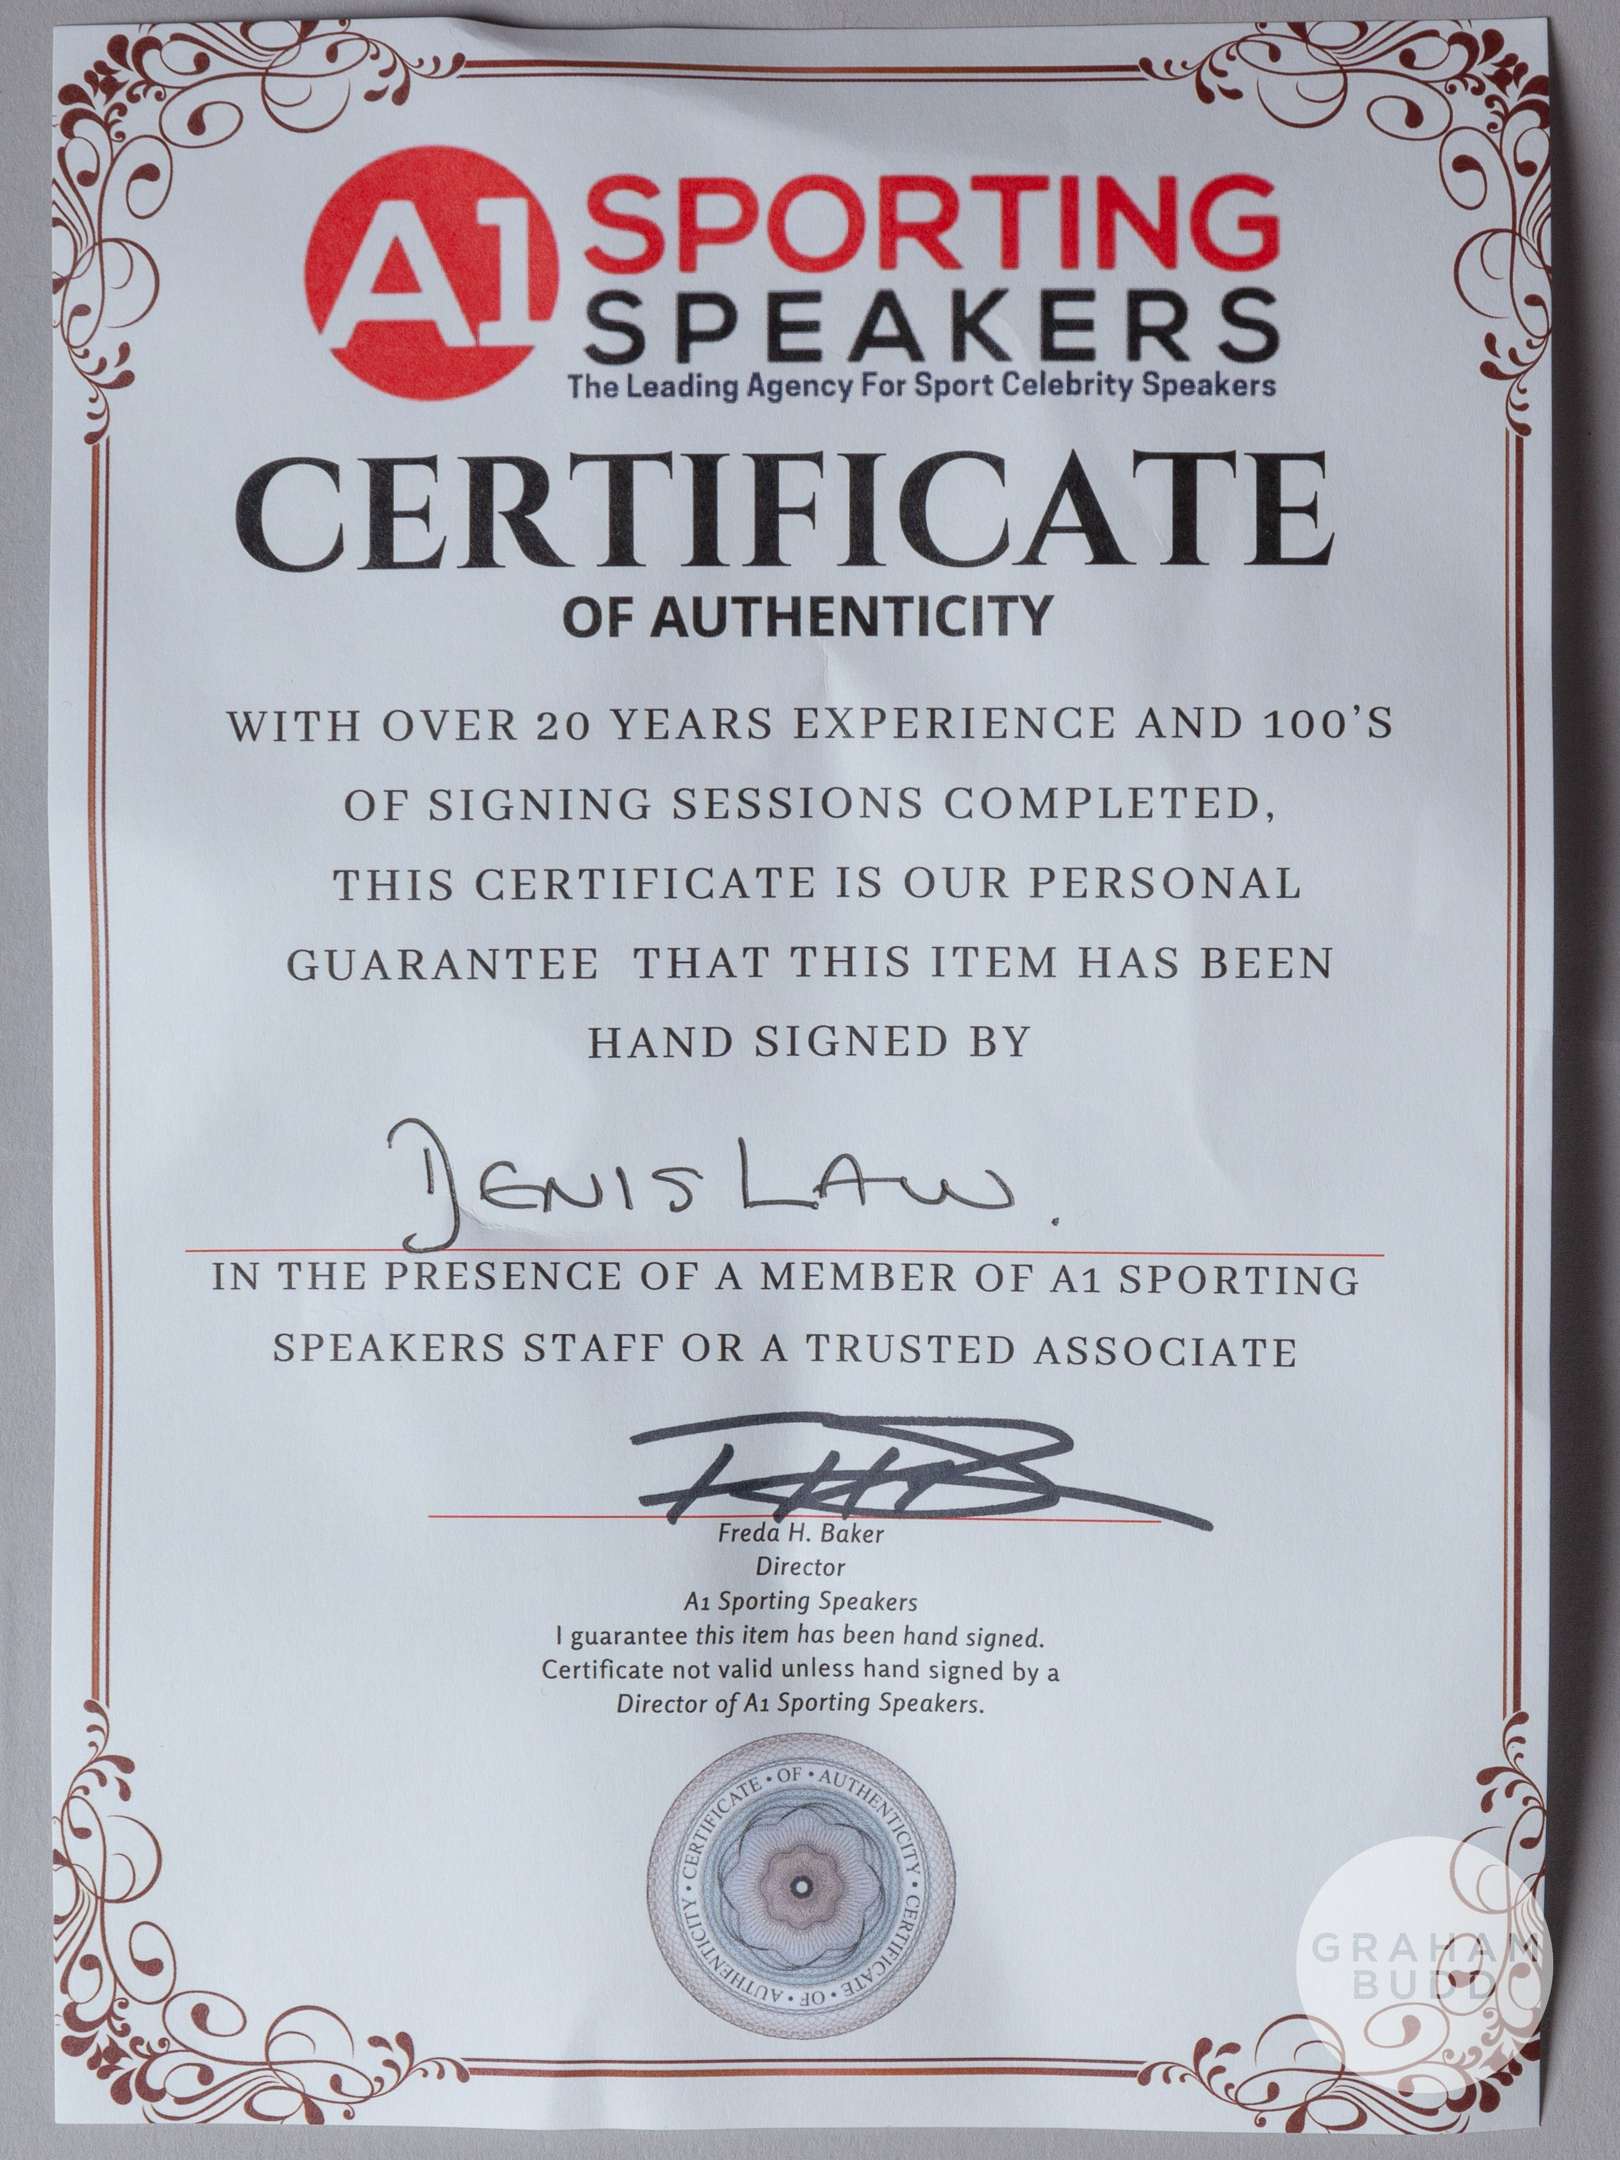 A1 SPORTING
SPEAKERS
The Leading Agency For Sport Celebrity Speakers
CERTIFICATE
OF AUTHENTICITY
WITH OVER 20 YEARS EXPERIENCE AND 100'S
OF SIGNING SESSIONS COMPLETED,
THIS CERTIFICATE IS OUR PERSONAL
GUARANTEE THAT THIS ITEM HAS BEEN
HAND SIGNED BY
DENIS LAW.
IN THE PRESENCE OF A MEMBER OF A1 SPORTING
SPEAKERS STAFF OR A TRUSTED ASSOCIATE
Freda H. Baker
Director
A1 Sporting Speakers
I guarantee this item has been hand signed.
Certificate not valid unless hand signed by a
Director of A1 Sporting Speakers.
CERTIFICATE • OF • AUTHENTICITY • CERTIFICATE • OF • AUTHENTICITY •
GRAHAM
BUDD